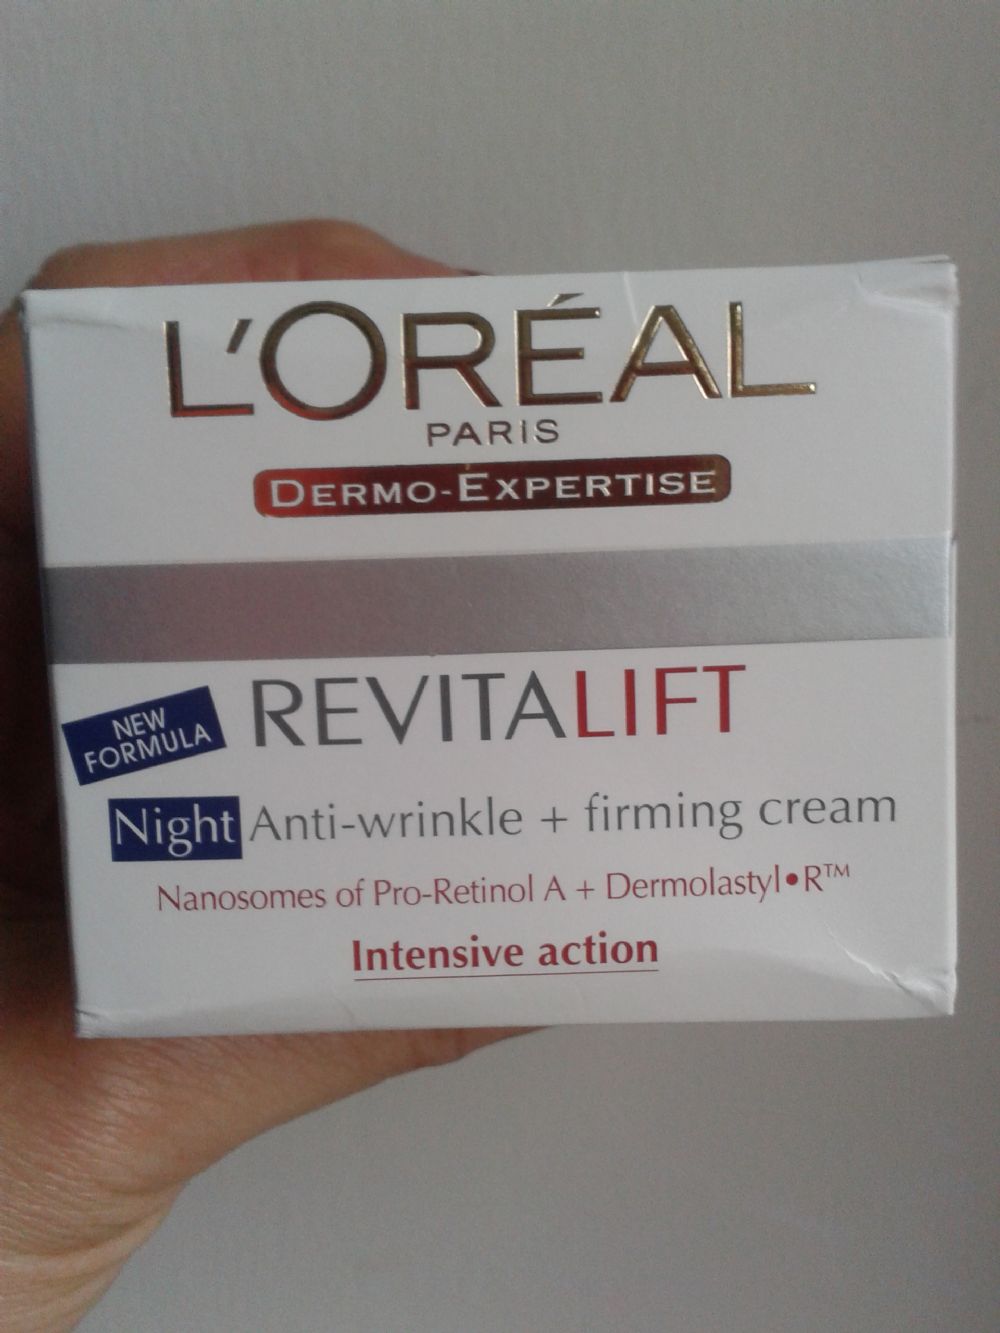 L'ORÉAL
PARIS
DERMO-EXPERTISE
REVITALIFT
NEW
FORMULA
Night Anti-wrinkle + firming cream
Nanosomes of Pro-Retinol A + Dermolastyl•R™
Intensive action